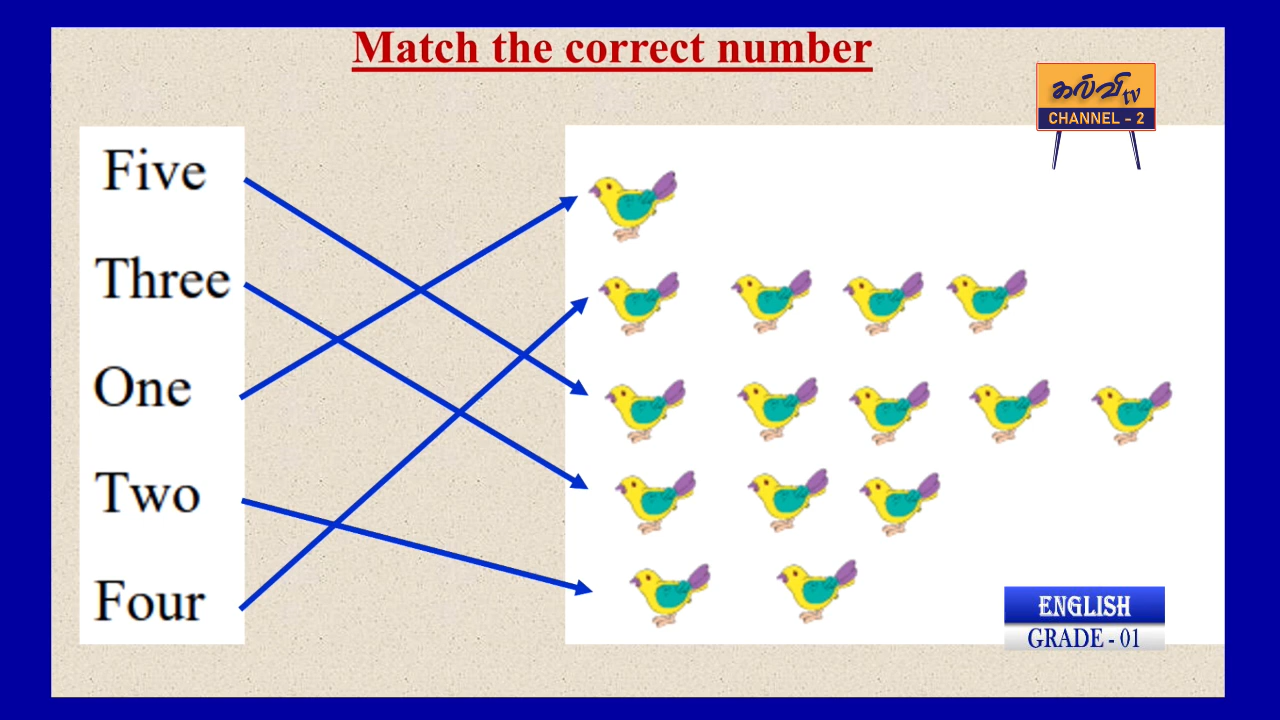 Match the correct number
கல்வி tv
CHANNEL - 2
Five
Three
One
Two
Four
ENGLISH
GRADE - 01